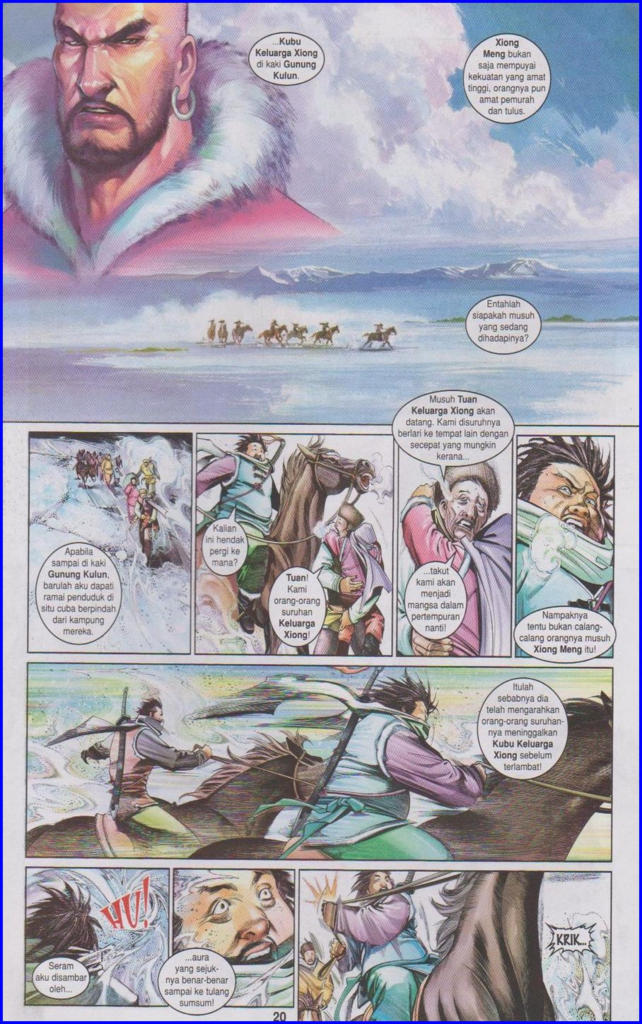 ...Kubu
Keluarga Xiong
di kaki Gunung
Kulun.
Xiong
Meng bukan
saja mempuyai
kekuatan yang amat
tinggi, orangnya pun
amat pemurah
dan tulus.
Entahlah
siapakah musuh
yang sedang
dihadapinya?
Apabila
sampai di kaki
Gunung Kulun,
barulah aku dapati
ramai penduduk di
situ cuba berpindah
dari kampung
mereka.
Kalian
ini hendak
pergi ke
mana?
Tuan!
Kami
orang-orang
suruhan
Keluarga
Xiong!
Musuh Tuan
Keluarga Xiong akan
datang. Kami disuruhnya
berlari ke tempat lain dengan
secepat yang mungkin
kerana...
...takut
kami akan
menjadi
mangsa dalam
pertempuran
nanti!
Nampaknya
tentu bukan calang-
calang orangnya musuh
Xiong Meng itu!
Itulah
sebabnya dia
telah mengarahkan
orang-orang suruhan-
nya meninggalkan
Kubu Keluarga
Xiong sebelum
terlambat!
HU!
Seram
aku disambar
oleh...
...aura
yang sejuk-
nya benar-benar
sampai ke tulang
sumsum!
KRIK...
20